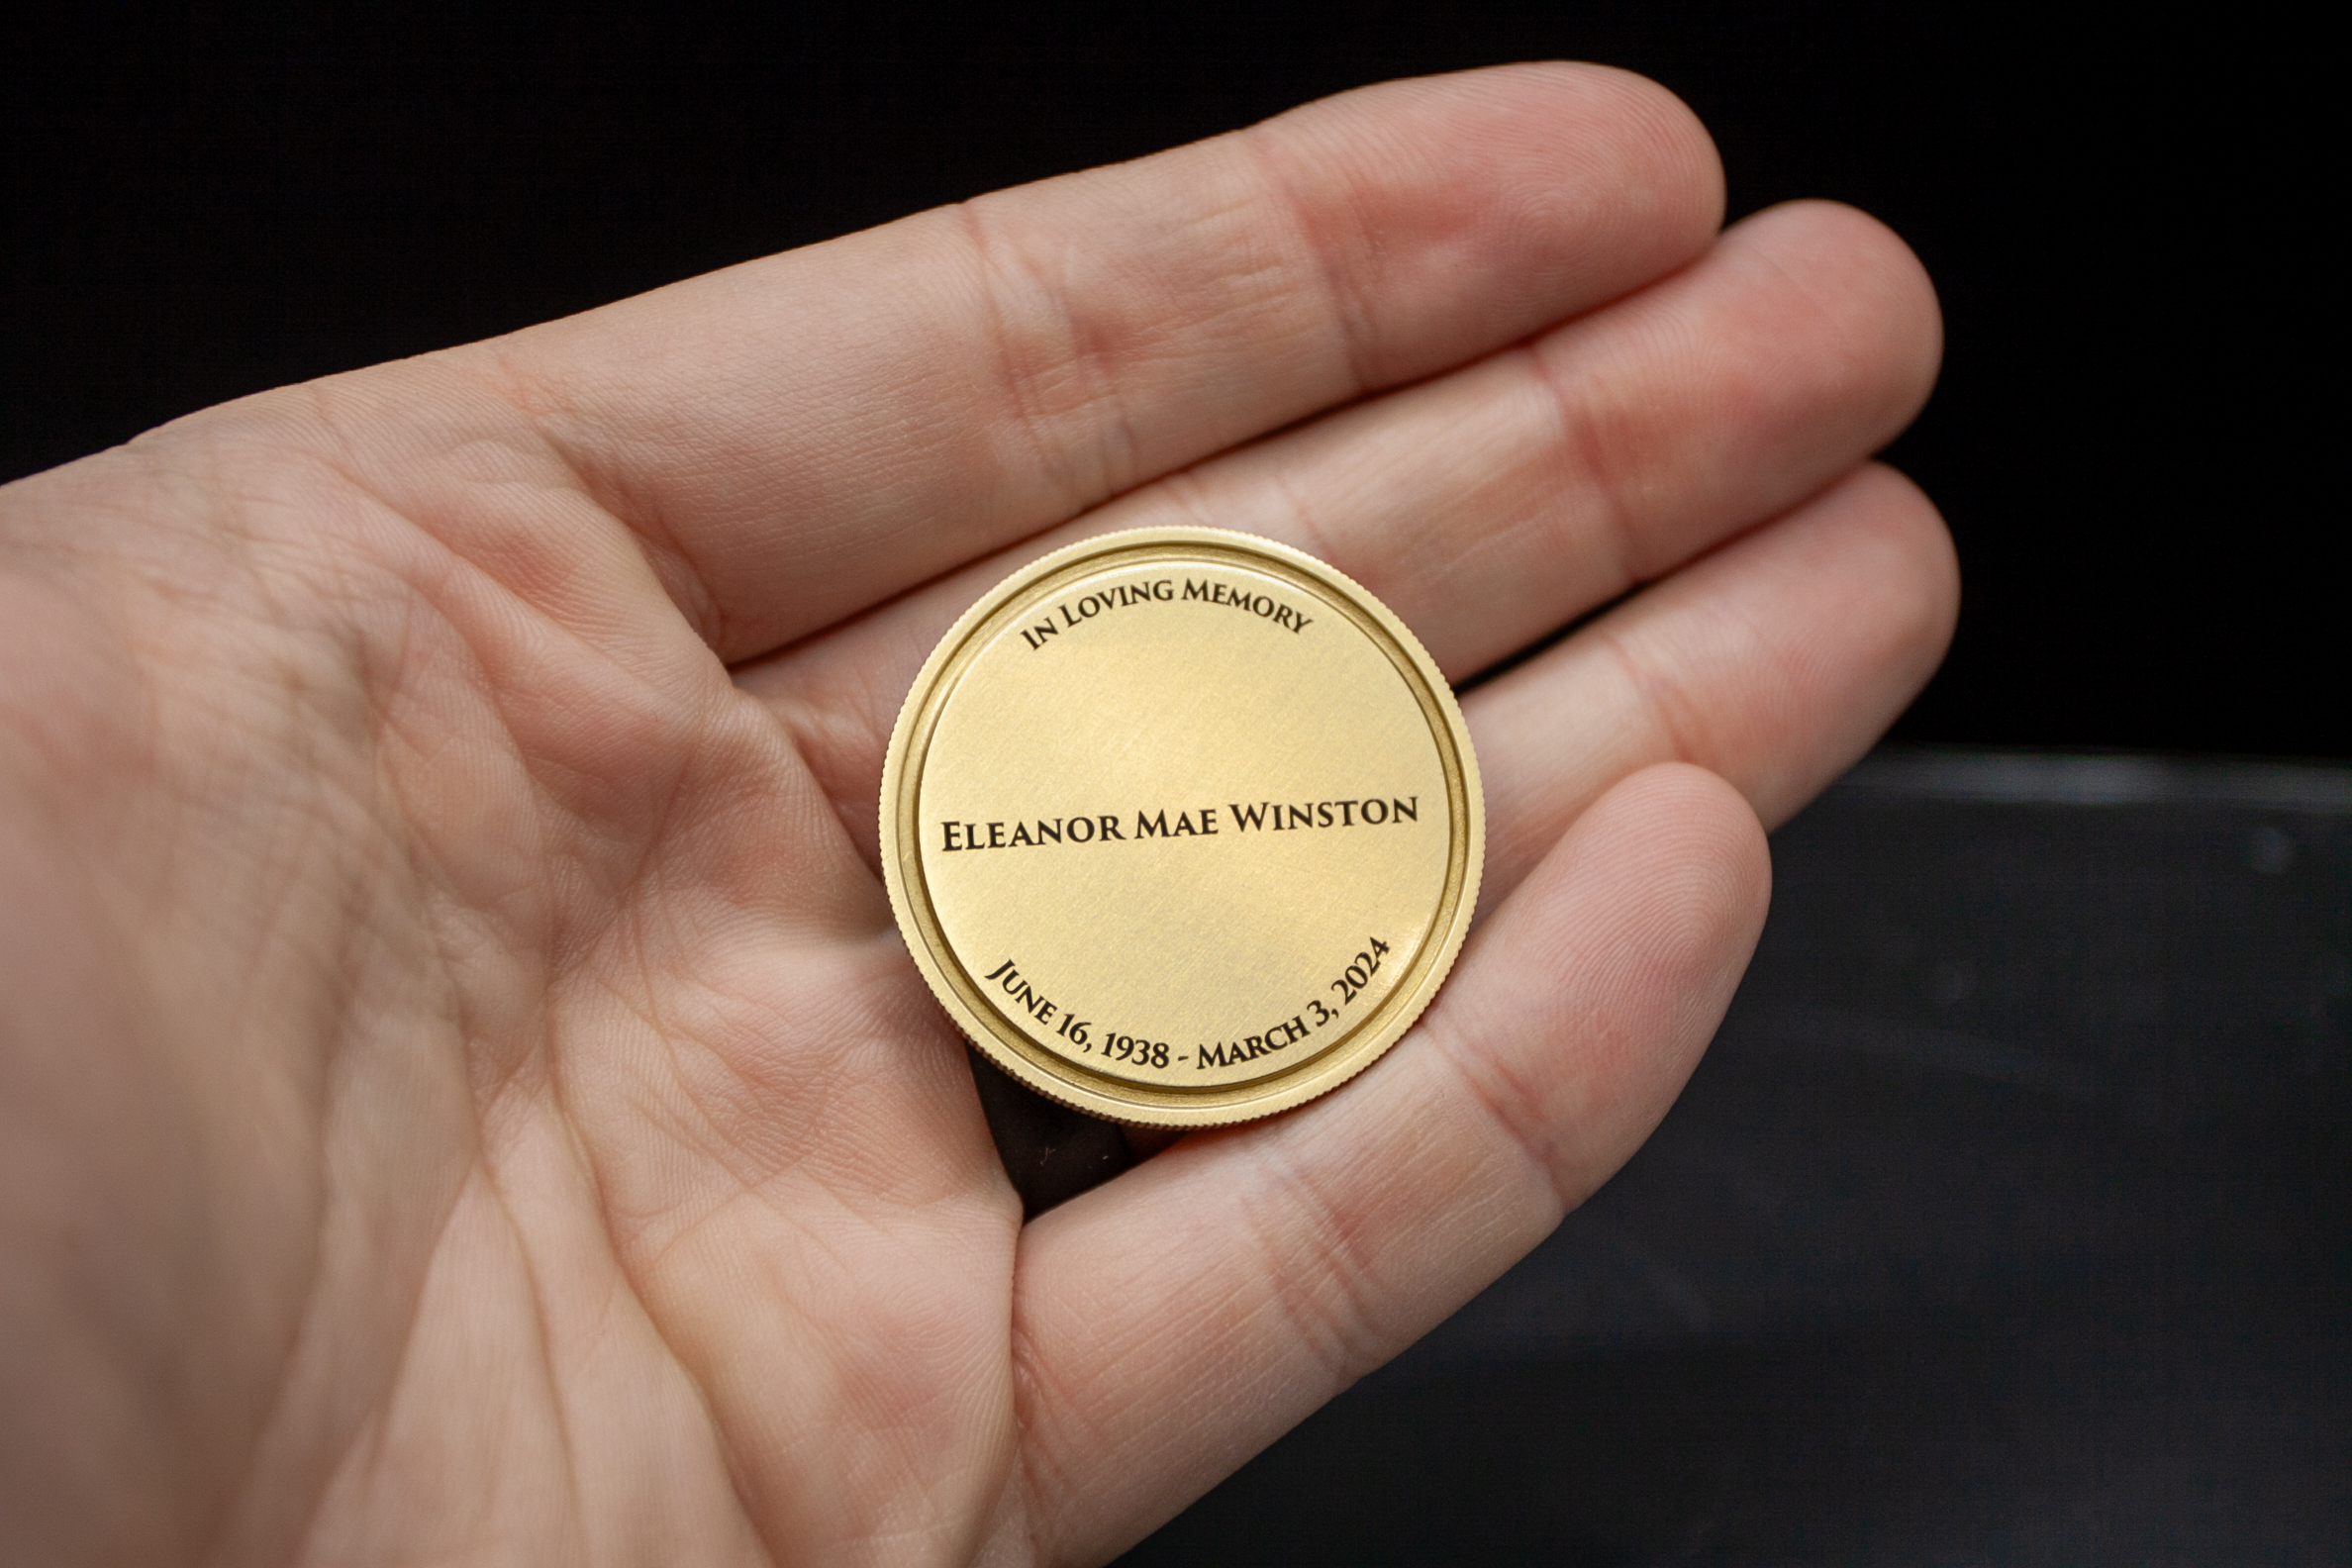 In Loving Memory
Eleanor Mae Winston
June 16, 1938 - March 3, 2024